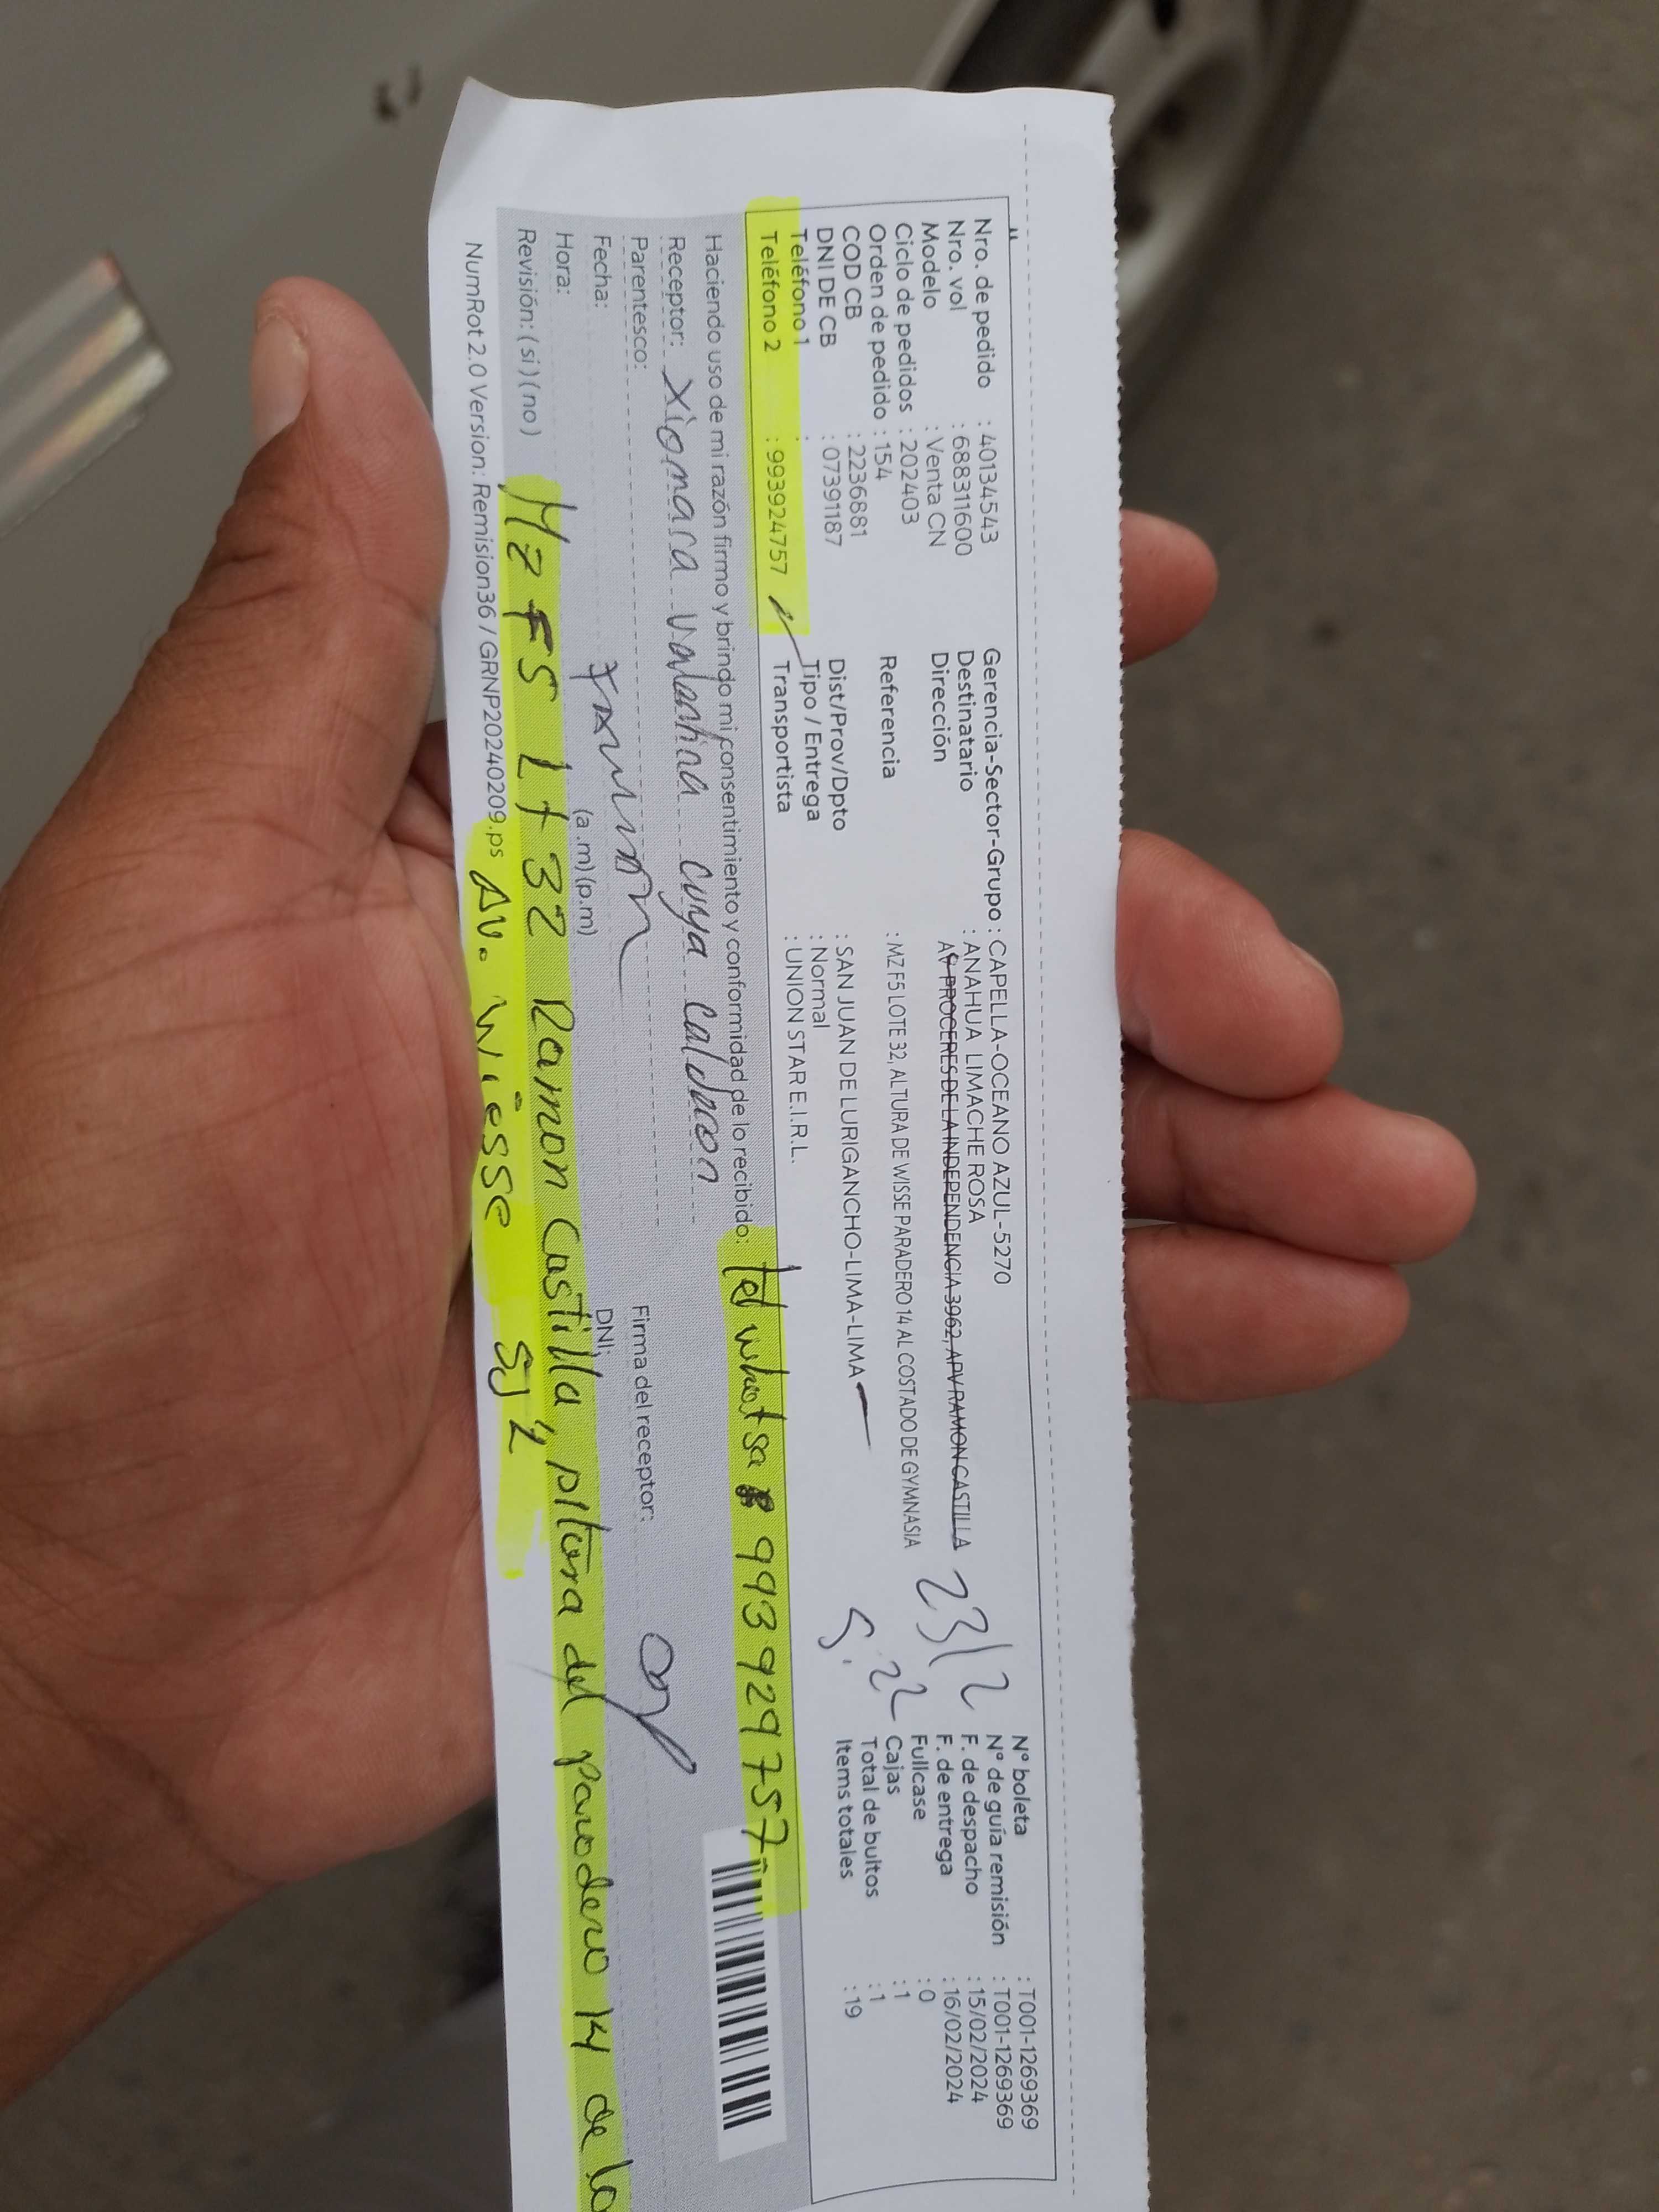 Nro. de pedido : 40134543
Nro. vol : 688311600
Modelo : Venta CN
Ciclo de pedidos : 202403
Orden de pedido : 154
COD CB : 2236881
DNI DE CB : 07391187
Teléfono 1 :
Teléfono 2 : 993924757
Gerencia-Sector-Grupo : CAPELLA-OCEANO AZUL-5270
Destinatario : ANAHUA LIMACHE ROSA
Dirección AV PROCERES DE LA INDEPENDENCIA 3962, APV RAMON CASTILLA
Referencia : MZ F5 LOTE 32, ALTURA DE WISSE PARADERO 14 AL COSTADO DE GYMNASIA
Dist/Prov/Dpto : SAN JUAN DE LURIGANCHO-LIMA-LIMA
Tipo / Entrega : Normal
Transportista : UNION STAR E.I.R.L.
2312
22
5.
N° boleta : T001-1269369
N° de guía remisión : T001-1269369
F. de despacho : 15/02/2024
F. de entrega : 16/02/2024
Fullcase : 0
Cajas : 1
Total de bultos : 1
Items totales : 19
Haciendo uso de mi razón firmo y brindo mi consentimiento y conformidad de lo recibido:
tel whatsa 993929757
Receptor: Xiomara valentina cuya calderon
Parentesco:
Firma del receptor:
Fecha:
DNI:
Hora: (a.m) (p.m)
Revisión: ( si ) ( no )
Mz F5 Lt 32 Ramon Castilla, altura del paradero 14 de la
NumRot 2.0 Version: Remision36 / GRNP20240209.ps
Av. Wiesse SJL